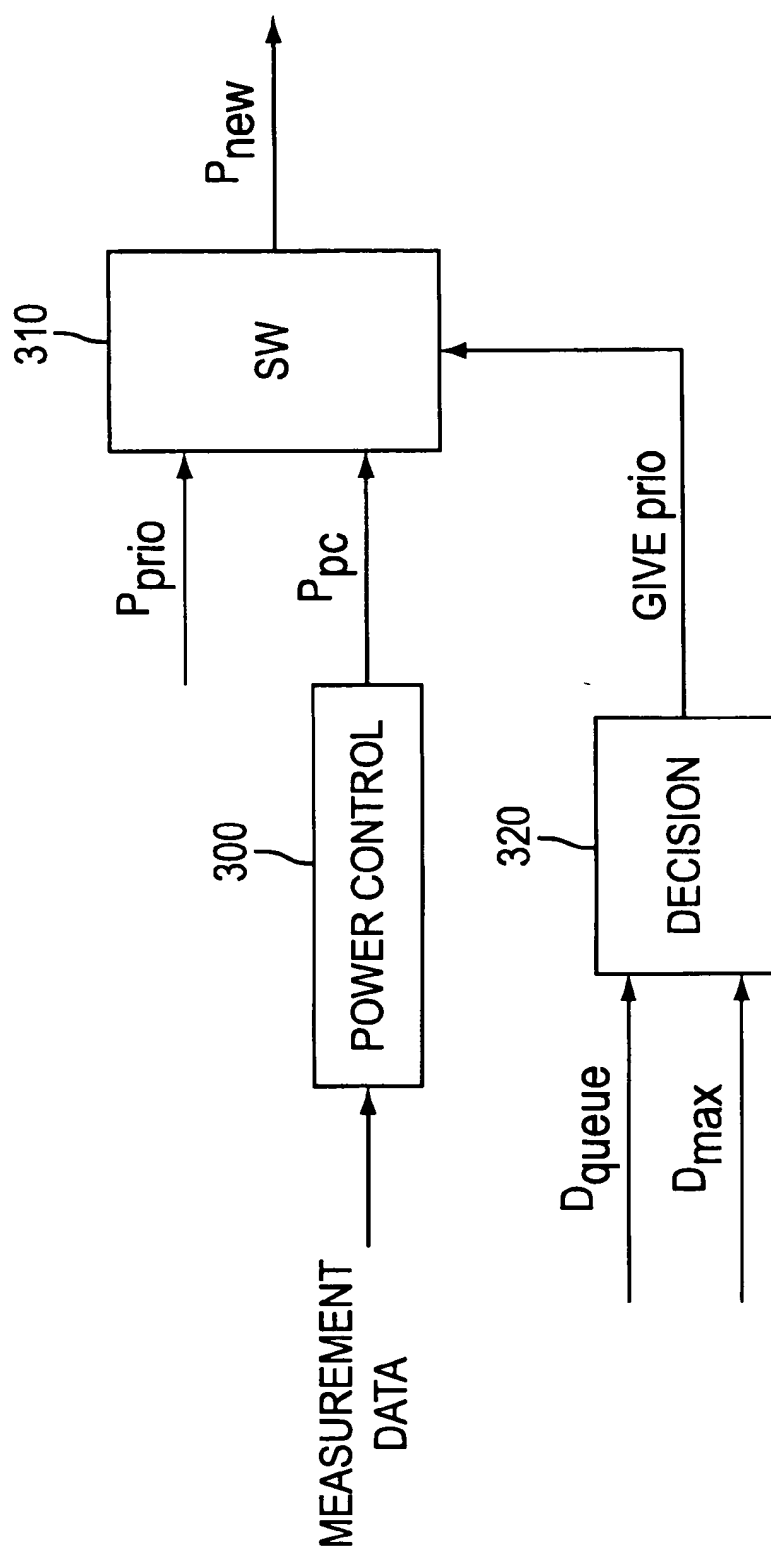 310
SW
P_new
P_prio
P_pc
300
POWER CONTROL
MEASUREMENT
DATA
GIVE prio
320
DECISION
D_queue
D_max